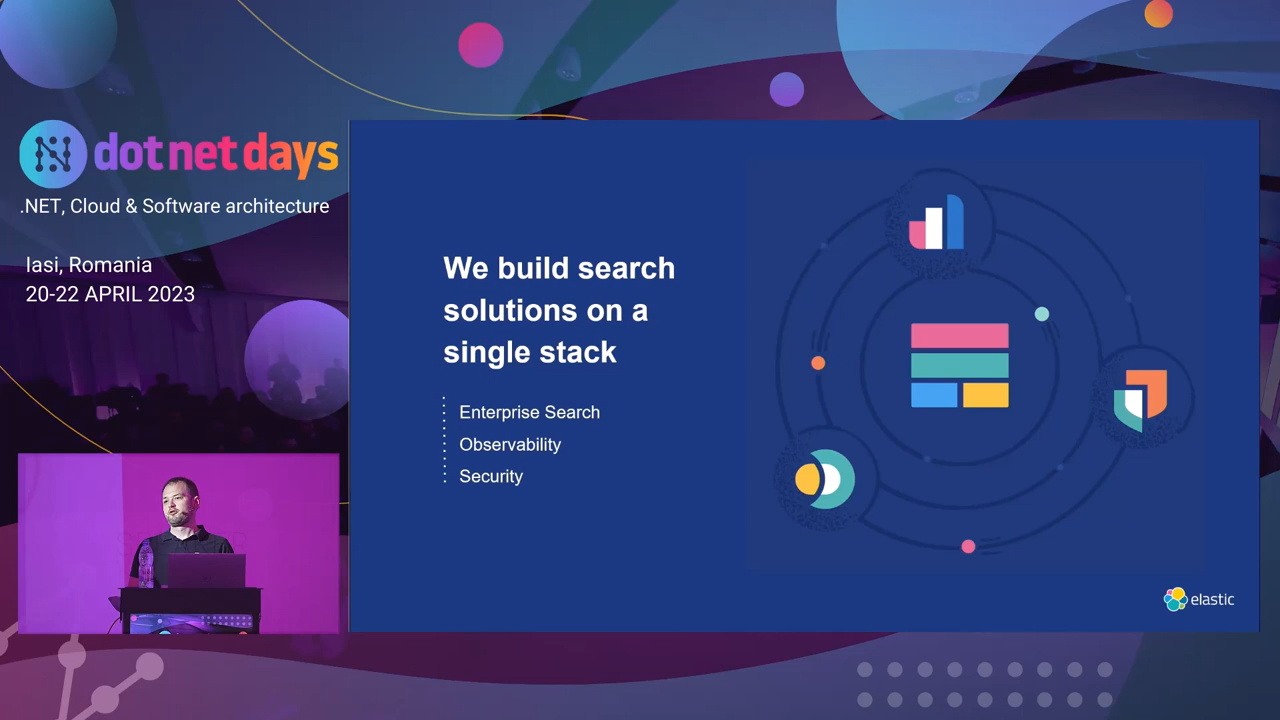 dotnetdays
.NET, Cloud & Software architecture
Iasi, Romania
20-22 APRIL 2023
We build search
solutions on a
single stack
Enterprise Search
Observability
Security
elastic